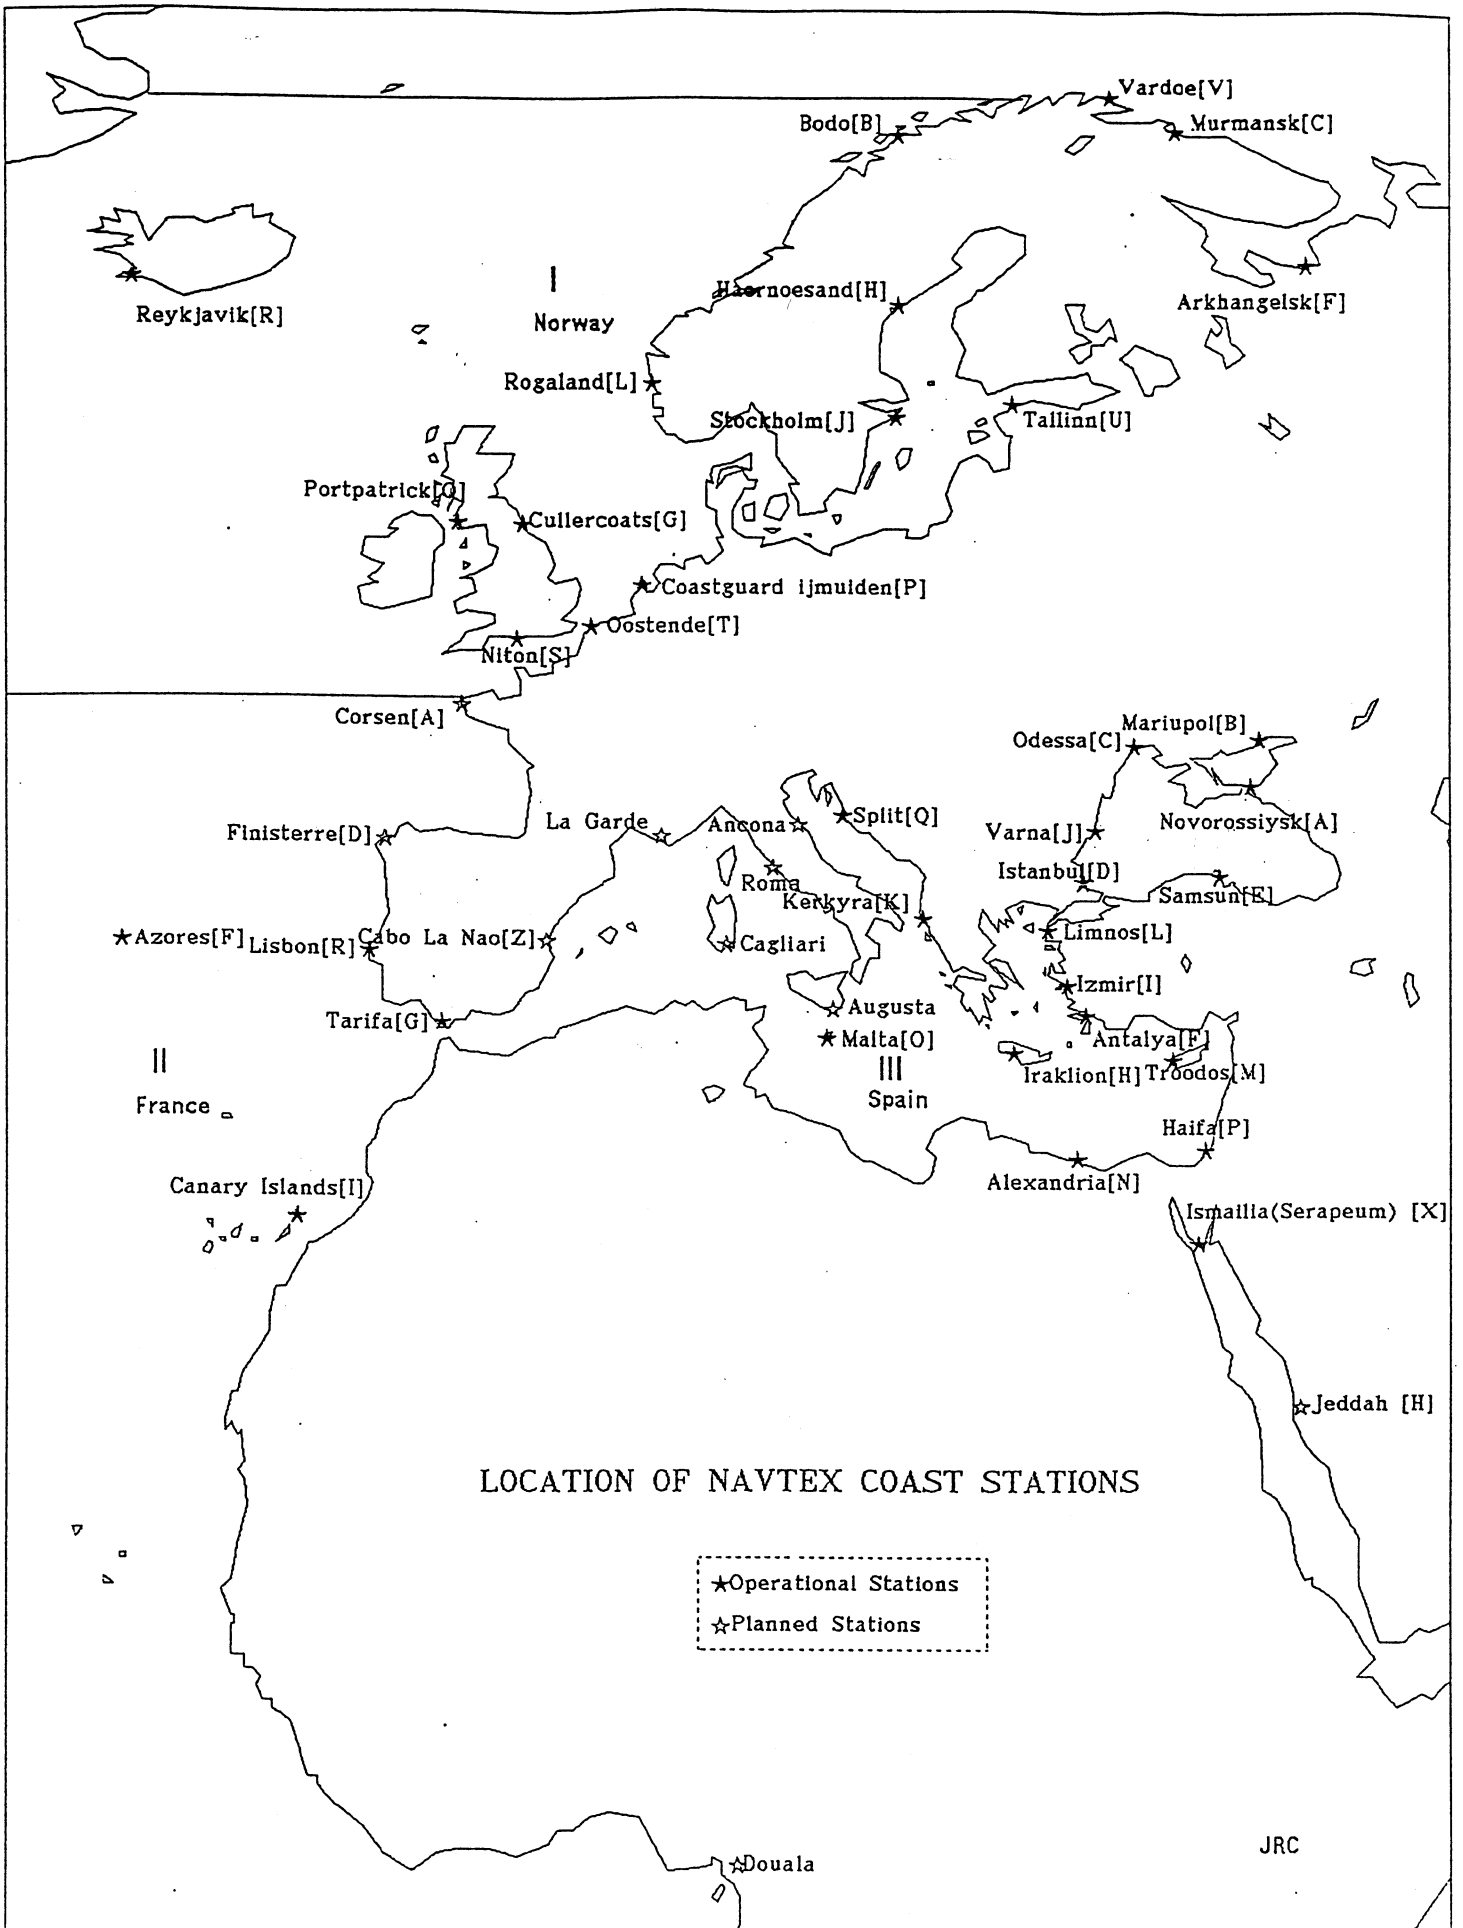 Vardoe[V]
Bodo[B]
Murmansk[C]
Haernoesand[H]
Arkhangelsk[F]
Reykjavik[R]
I
Norway
Rogaland[L]
Stockholm[J]
Tallinn[U]
Portpatrick[O]
Cullercoats[G]
Coastguard ijmuiden[P]
Oostende[T]
Niton[S]
Corsen[A]
Mariupol[B]
Odessa[C]
La Garde
Ancona
Split[Q]
Finisterre[D]
Varna[J]
Novorossiysk[A]
Istanbul[D]
Roma
Samsun[E]
Kerkyra[K]
Azores[F]
Lisbon[R]
Cabo La Nao[Z]
Cagliari
Limnos[L]
Izmir[I]
Augusta
Tarifa[G]
Malta[O]
Antalya[F]
II
France
III
Spain
Iraklion[H]
Troodos[M]
Haifa[P]
Alexandria[N]
Canary Islands[I]
Ismailia(Serapeum) [X]
Jeddah [H]
LOCATION OF NAVTEX COAST STATIONS
Operational Stations
Planned Stations
JRC
Douala